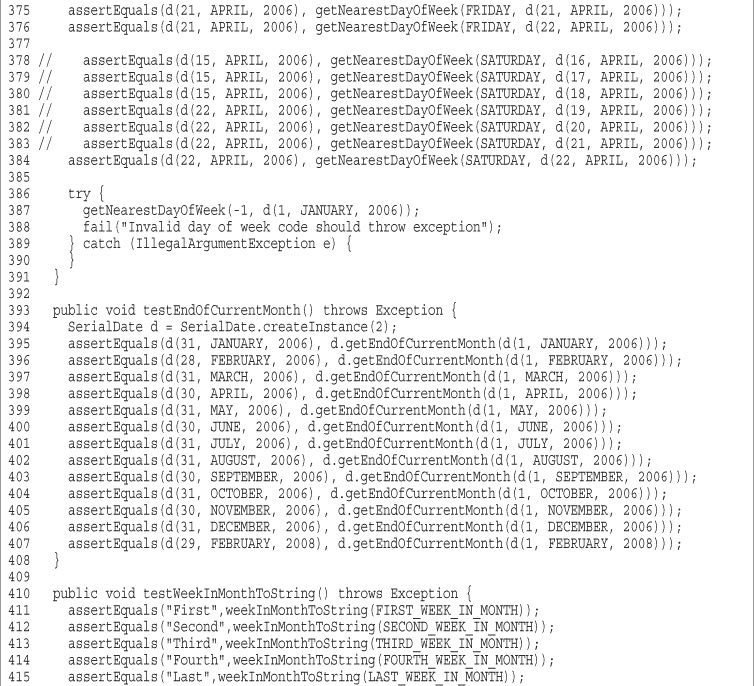 375     assertEquals(d(21, APRIL, 2006), getNearestDayOfWeek(FRIDAY, d(21, APRIL, 2006)));
376     assertEquals(d(21, APRIL, 2006), getNearestDayOfWeek(FRIDAY, d(22, APRIL, 2006)));
377
378 //    assertEquals(d(15, APRIL, 2006), getNearestDayOfWeek(SATURDAY, d(16, APRIL, 2006)));
379 //    assertEquals(d(15, APRIL, 2006), getNearestDayOfWeek(SATURDAY, d(17, APRIL, 2006)));
380 //    assertEquals(d(15, APRIL, 2006), getNearestDayOfWeek(SATURDAY, d(18, APRIL, 2006)));
381 //    assertEquals(d(22, APRIL, 2006), getNearestDayOfWeek(SATURDAY, d(19, APRIL, 2006)));
382 //    assertEquals(d(22, APRIL, 2006), getNearestDayOfWeek(SATURDAY, d(20, APRIL, 2006)));
383 //    assertEquals(d(22, APRIL, 2006), getNearestDayOfWeek(SATURDAY, d(21, APRIL, 2006)));
384     assertEquals(d(22, APRIL, 2006), getNearestDayOfWeek(SATURDAY, d(22, APRIL, 2006)));
385
386     try {
387       getNearestDayOfWeek(-1, d(1, JANUARY, 2006));
388       fail("Invalid day of week code should throw exception");
389     } catch (IllegalArgumentException e) {
390     }
391   }
392
393   public void testEndOfCurrentMonth() throws Exception {
394     SerialDate d = SerialDate.createInstance(2);
395     assertEquals(d(31, JANUARY, 2006), d.getEndOfCurrentMonth(d(1, JANUARY, 2006)));
396     assertEquals(d(28, FEBRUARY, 2006), d.getEndOfCurrentMonth(d(1, FEBRUARY, 2006)));
397     assertEquals(d(31, MARCH, 2006), d.getEndOfCurrentMonth(d(1, MARCH, 2006)));
398     assertEquals(d(30, APRIL, 2006), d.getEndOfCurrentMonth(d(1, APRIL, 2006)));
399     assertEquals(d(31, MAY, 2006), d.getEndOfCurrentMonth(d(1, MAY, 2006)));
400     assertEquals(d(30, JUNE, 2006), d.getEndOfCurrentMonth(d(1, JUNE, 2006)));
401     assertEquals(d(31, JULY, 2006), d.getEndOfCurrentMonth(d(1, JULY, 2006)));
402     assertEquals(d(31, AUGUST, 2006), d.getEndOfCurrentMonth(d(1, AUGUST, 2006)));
403     assertEquals(d(30, SEPTEMBER, 2006), d.getEndOfCurrentMonth(d(1, SEPTEMBER, 2006)));
404     assertEquals(d(31, OCTOBER, 2006), d.getEndOfCurrentMonth(d(1, OCTOBER, 2006)));
405     assertEquals(d(30, NOVEMBER, 2006), d.getEndOfCurrentMonth(d(1, NOVEMBER, 2006)));
406     assertEquals(d(31, DECEMBER, 2006), d.getEndOfCurrentMonth(d(1, DECEMBER, 2006)));
407     assertEquals(d(29, FEBRUARY, 2008), d.getEndOfCurrentMonth(d(1, FEBRUARY, 2008)));
408   }
409
410   public void testWeekInMonthToString() throws Exception {
411     assertEquals("First",weekInMonthToString(FIRST_WEEK_IN_MONTH));
412     assertEquals("Second",weekInMonthToString(SECOND_WEEK_IN_MONTH));
413     assertEquals("Third",weekInMonthToString(THIRD_WEEK_IN_MONTH));
414     assertEquals("Fourth",weekInMonthToString(FOURTH_WEEK_IN_MONTH));
415     assertEquals("Last",weekInMonthToString(LAST_WEEK_IN_MONTH));